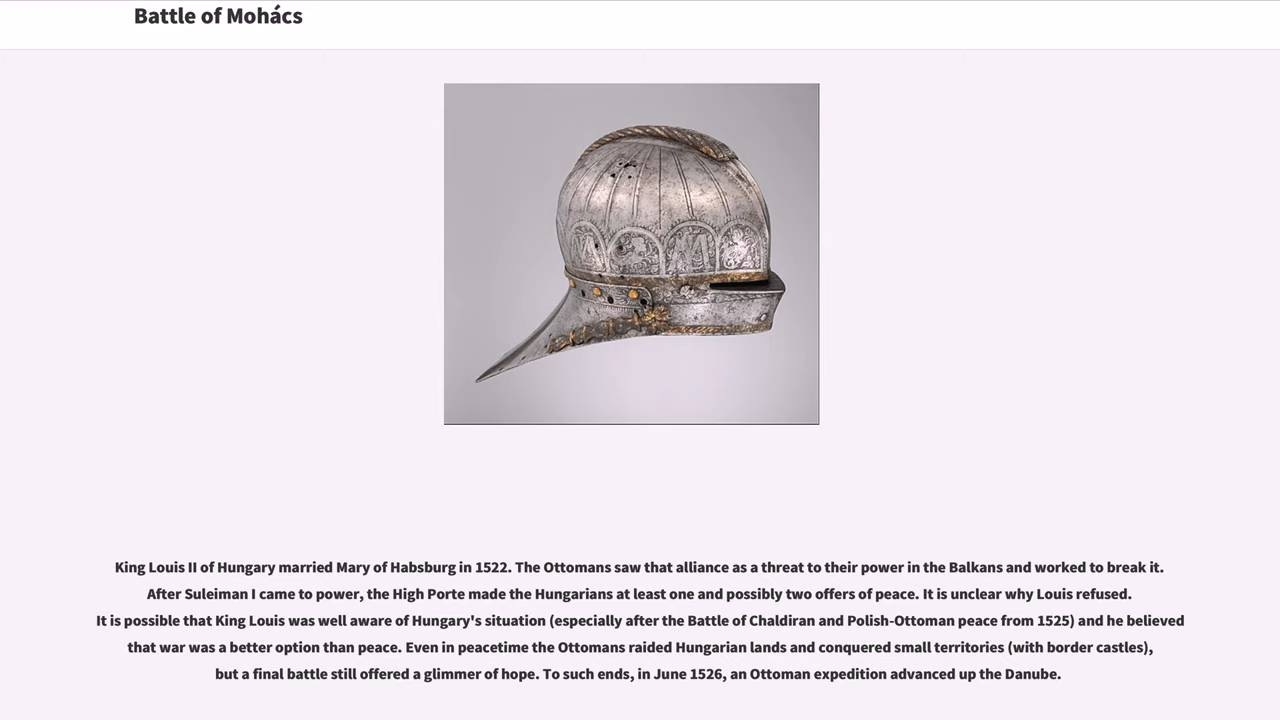 Battle of Mohács
King Louis II of Hungary married Mary of Habsburg in 1522. The Ottomans saw that alliance as a threat to their power in the Balkans and worked to break it.
After Suleiman I came to power, the High Porte made the Hungarians at least one and possibly two offers of peace. It is unclear why Louis refused.
It is possible that King Louis was well aware of Hungary's situation (especially after the Battle of Chaldiran and Polish-Ottoman peace from 1525) and he believed
that war was a better option than peace. Even in peacetime the Ottomans raided Hungarian lands and conquered small territories (with border castles),
but a final battle still offered a glimmer of hope. To such ends, in June 1526, an Ottoman expedition advanced up the Danube.